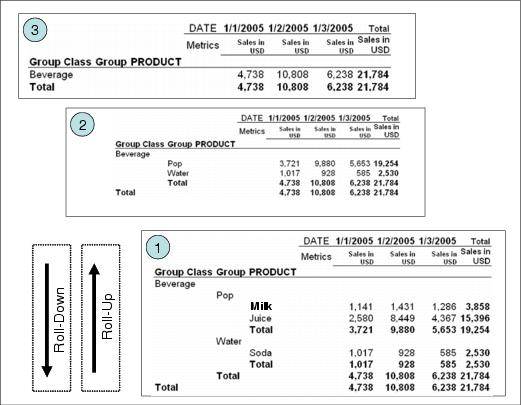 3
DATE 1/1/2005 1/2/2005 1/3/2005 Total
Metrics Sales in USD Sales in USD Sales in USD Sales in USD
Group Class Group PRODUCT
Beverage 4,738 10,808 6,238 21,784
Total 4,738 10,808 6,238 21,784
2
DATE 1/1/2005 1/2/2005 1/3/2005 Total
Metrics Sales in USD Sales in USD Sales in USD Sales in USD
Group Class Group PRODUCT
Beverage
Pop 3,721 9,880 5,653 19,254
Water 1,017 928 585 2,530
Total 4,738 10,808 6,238 21,784
Total 4,738 10,808 6,238 21,784
1
DATE 1/1/2005 1/2/2005 1/3/2005 Total
Metrics Sales in USD Sales in USD Sales in USD Sales in USD
Group Class Group PRODUCT
Beverage
Pop
Milk 1,141 1,431 1,286 3,858
Juice 2,580 8,449 4,367 15,396
Total 3,721 9,880 5,653 19,254
Water
Soda 1,017 928 585 2,530
Total 1,017 928 585 2,530
Total 4,738 10,808 6,238 21,784
Total 4,738 10,808 6,238 21,784
Roll-Down
Roll-Up